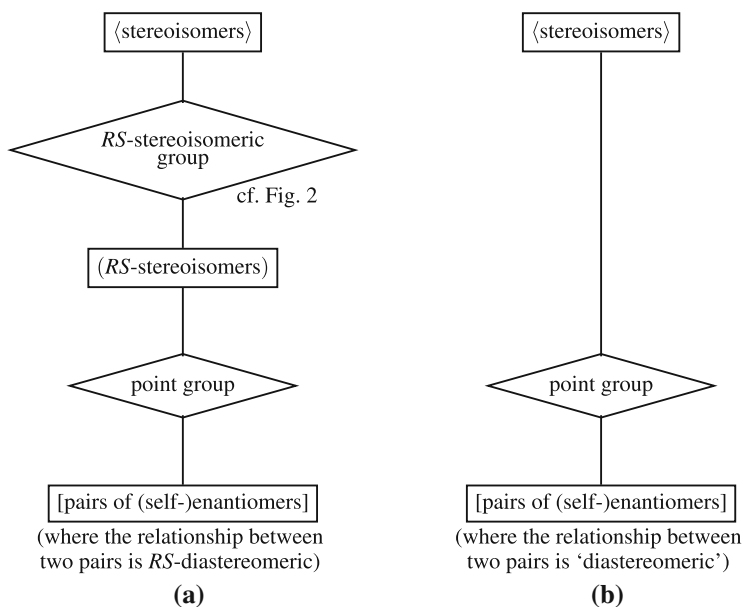 ⟨stereoisomers⟩
RS-stereoisomeric
group
cf. Fig. 2
(RS-stereoisomers)
point group
[pairs of (self-)enantiomers]
(where the relationship between
two pairs is RS-diastereomeric)
(a)
⟨stereoisomers⟩
point group
[pairs of (self-)enantiomers]
(where the relationship between
two pairs is ‘diastereomeric’)
(b)